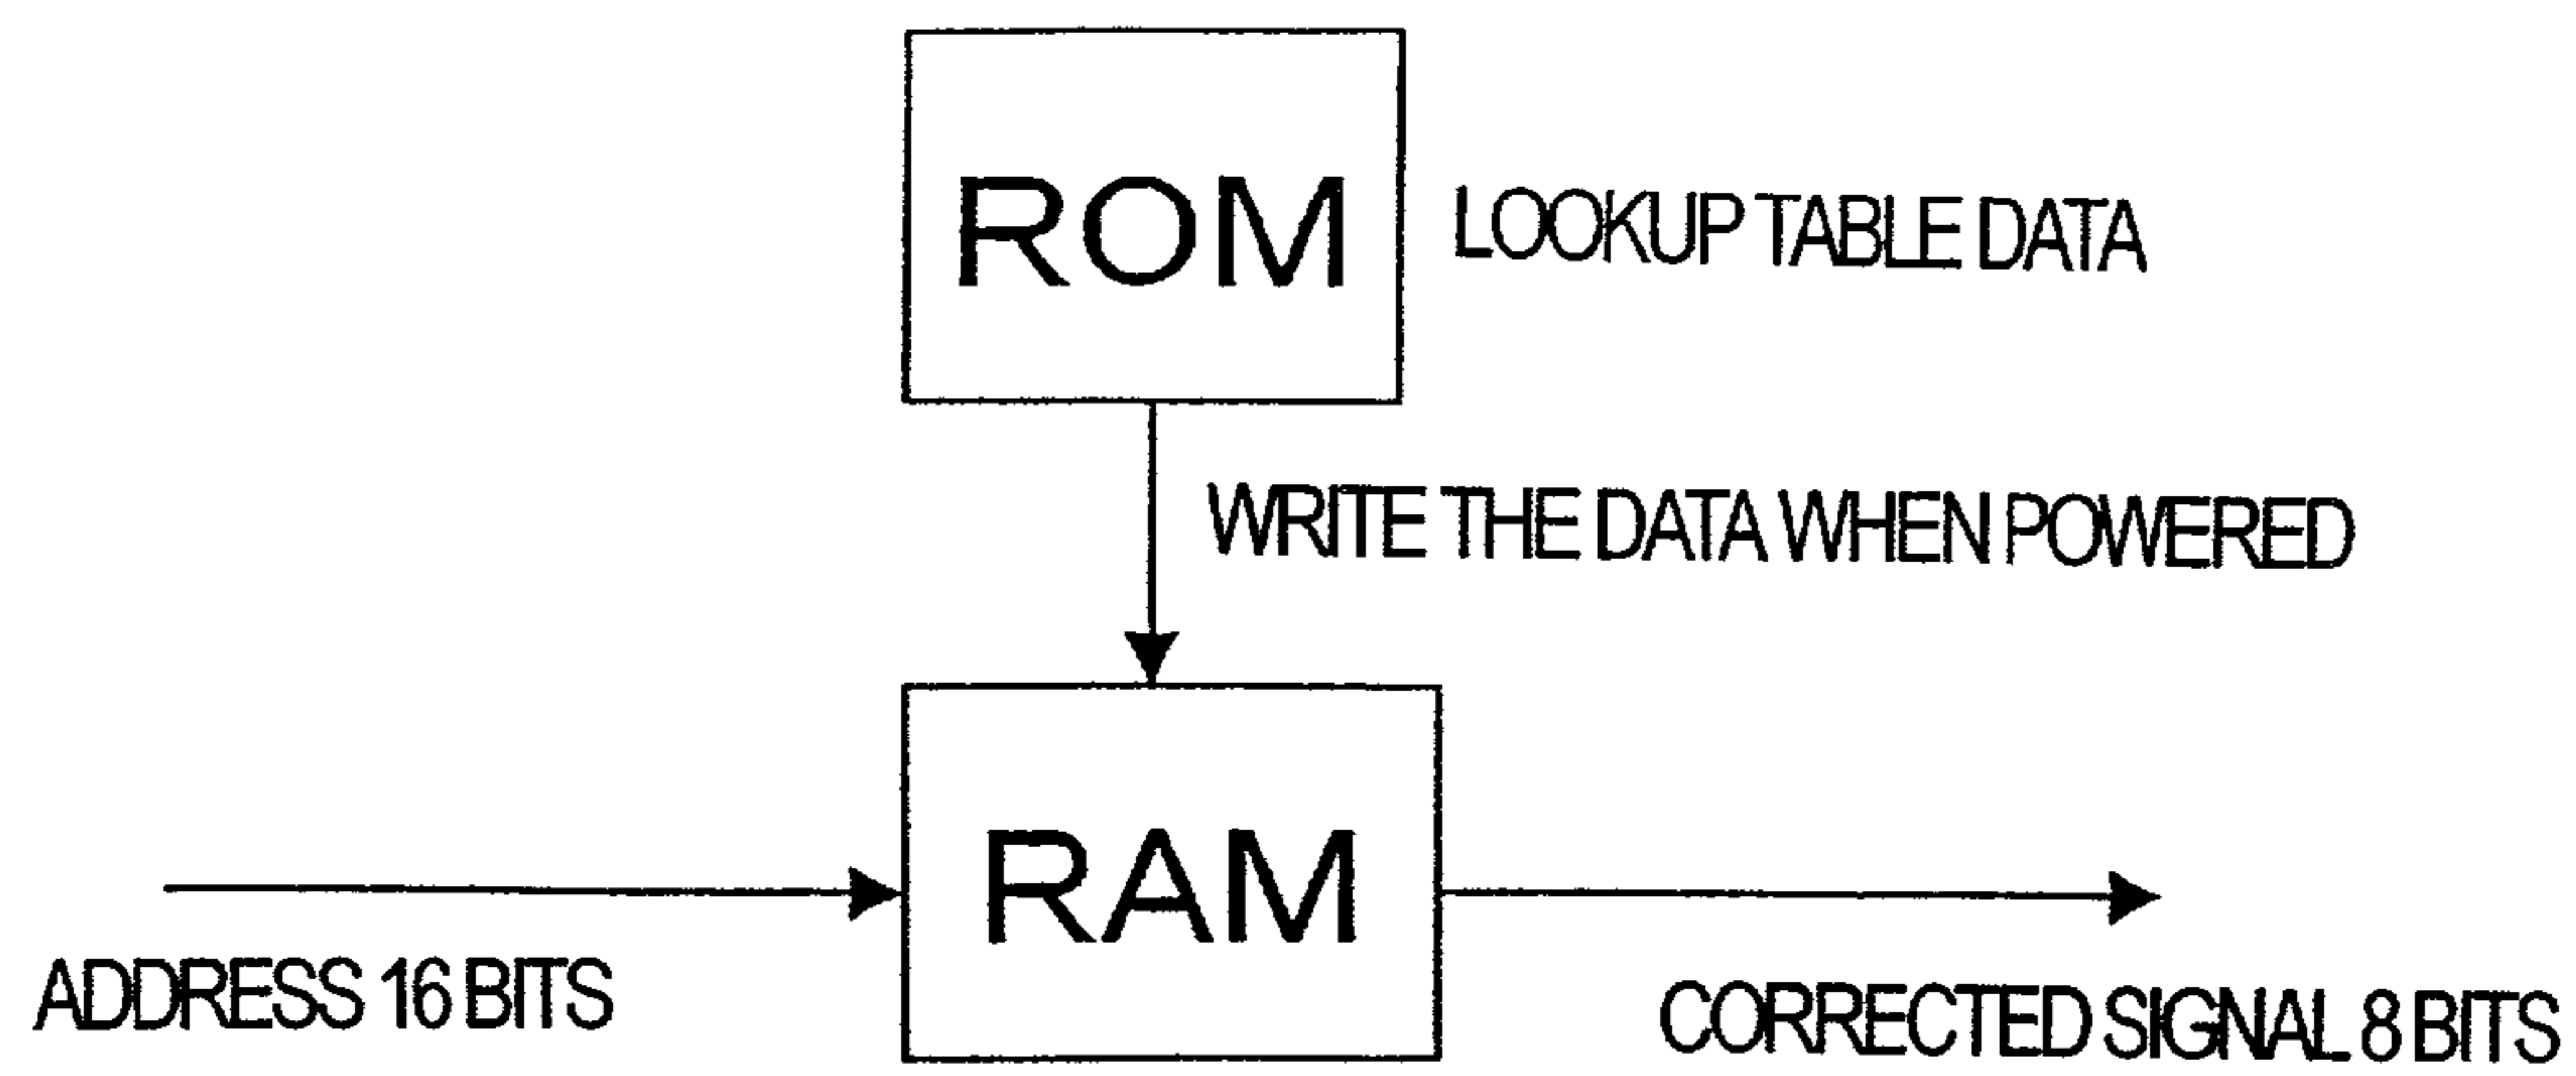 ROM
LOOKUP TABLE DATA
WRITE THE DATA WHEN POWERED
RAM
ADDRESS 16 BITS
CORRECTED SIGNAL 8 BITS